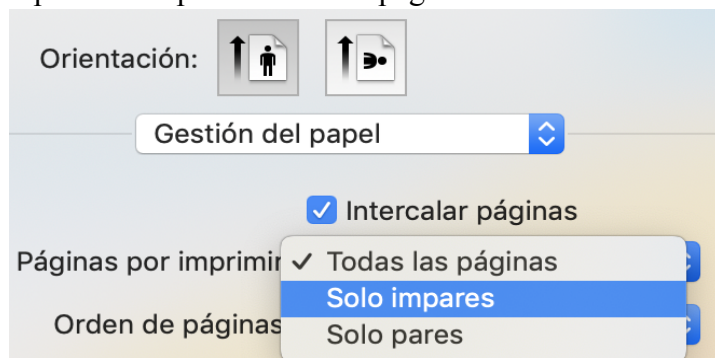 Orientación:
Gestión del papel
Intercalar páginas
Páginas por imprimir
Todas las páginas
Solo impares
Orden de páginas
Solo pares